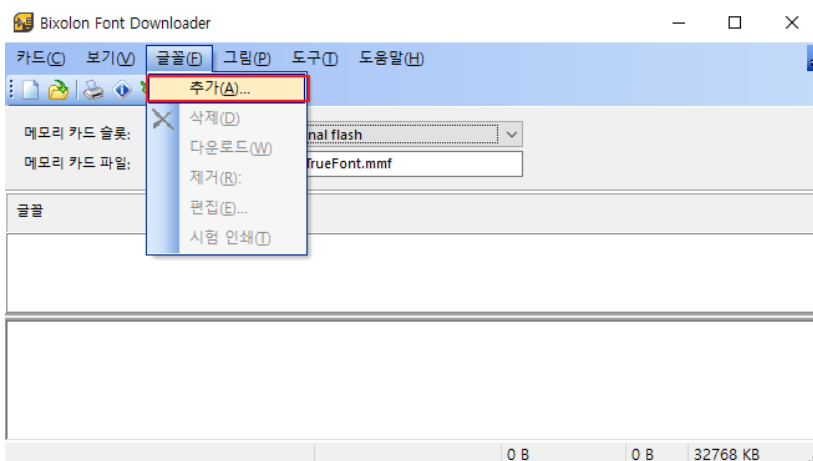 Bixolon Font Downloader
카드(C) 보기(V) 글꼴(F) 그림(P) 도구(T) 도움말(H)
추가(A)...
삭제(D)
다운로드(W)
제거(R):
편집(E)...
시험 인쇄(T)
메모리 카드 슬롯: nal flash
메모리 카드 파일: TrueFont.mmf
글꼴
0 B 0 B 32768 KB